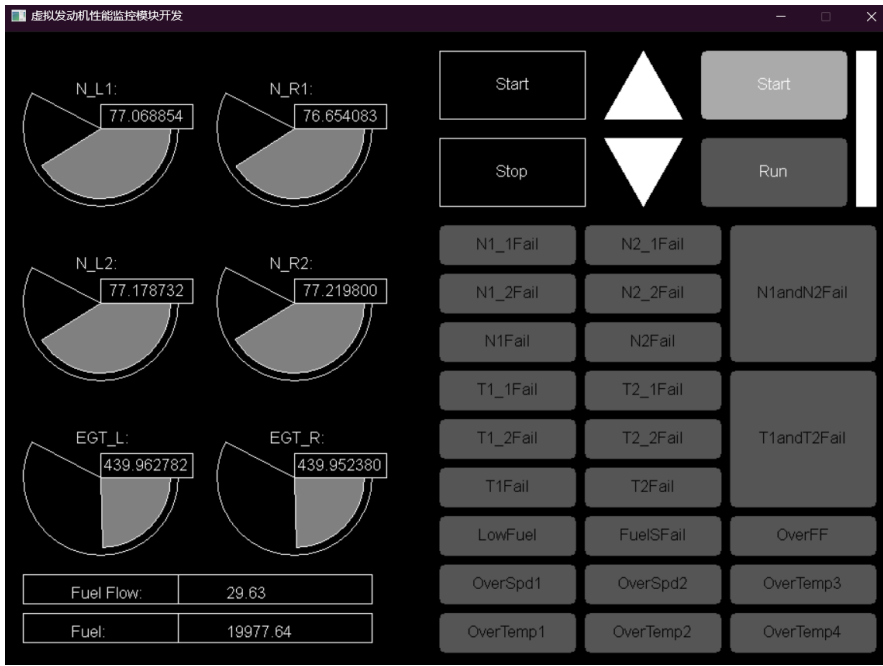 虚拟发动机性能监控模块开发
N_L1:
77.068854
N_R1:
76.654083
N_L2:
77.178732
N_R2:
77.219800
EGT_L:
439.962782
EGT_R:
439.952380
Fuel Flow:
29.63
Fuel:
19977.64
Start
Start
Stop
Run
N1_1Fail
N2_1Fail
N1_2Fail
N2_2Fail
N1andN2Fail
N1Fail
N2Fail
T1_1Fail
T2_1Fail
T1_2Fail
T2_2Fail
T1andT2Fail
T1Fail
T2Fail
LowFuel
FuelSFail
OverFF
OverSpd1
OverSpd2
OverTemp3
OverTemp1
OverTemp2
OverTemp4